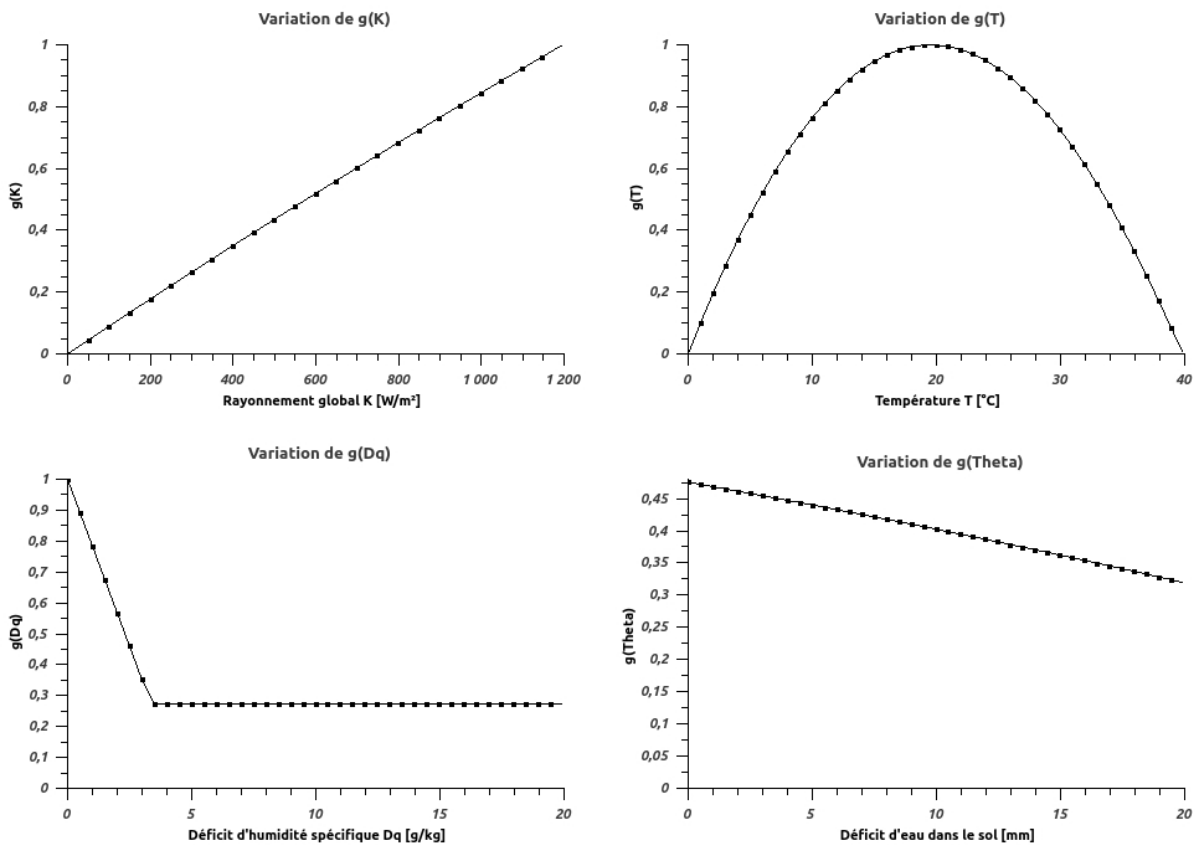 Variation de g(K)
1
0,8
0,6
0,4
0,2
0
g(K)
0 200 400 600 800 1 000 1 200
Rayonnement global K [W/m²]
Variation de g(T)
1
0,8
0,6
0,4
0,2
0
g(T)
0 10 20 30 40
Température T [°C]
Variation de g(Dq)
1
0,9
0,8
0,7
0,6
0,5
0,4
0,3
0,2
0,1
0
g(Dq)
0 5 10 15 20
Déficit d'humidité spécifique Dq [g/kg]
Variation de g(Theta)
0,45
0,4
0,35
0,3
0,25
0,2
0,15
0,1
0,05
0
g(Theta)
0 5 10 15 20
Déficit d'eau dans le sol [mm]